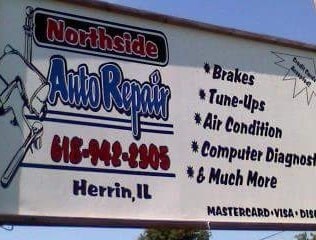 Northside
Auto Repair
618-942-2905
Herrin, IL
* Brakes
* Tune-Ups
* Air Condition
* Computer Diagnost
* & Much More
MASTERCARD • VISA • DIS